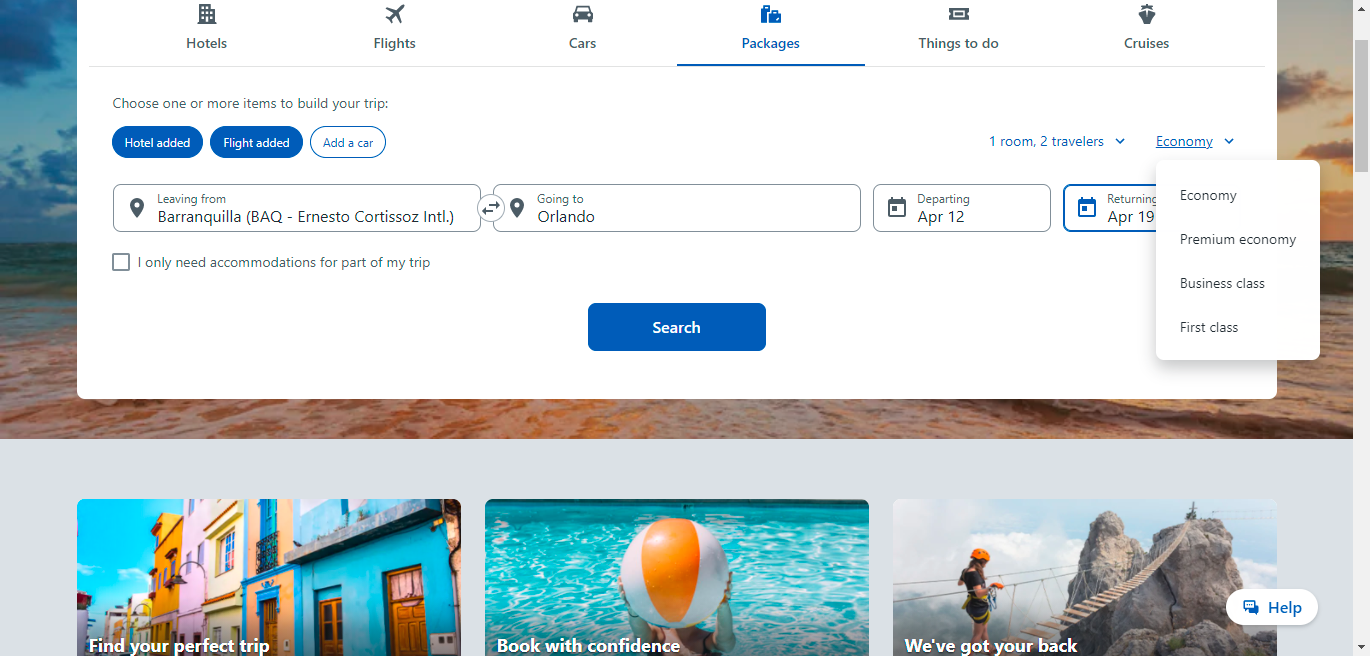 Hotels
Flights
Cars
Packages
Things to do
Cruises
Choose one or more items to build your trip:
Hotel added
Flight added
Add a car
1 room, 2 travelers
Economy
Leaving from
Barranquilla (BAQ - Ernesto Cortissoz Intl.)
Going to
Orlando
Departing
Apr 12
Returning
Apr 19
Economy
Premium economy
Business class
First class
I only need accommodations for part of my trip
Search
Help
Find your perfect trip
Book with confidence
We've got your back